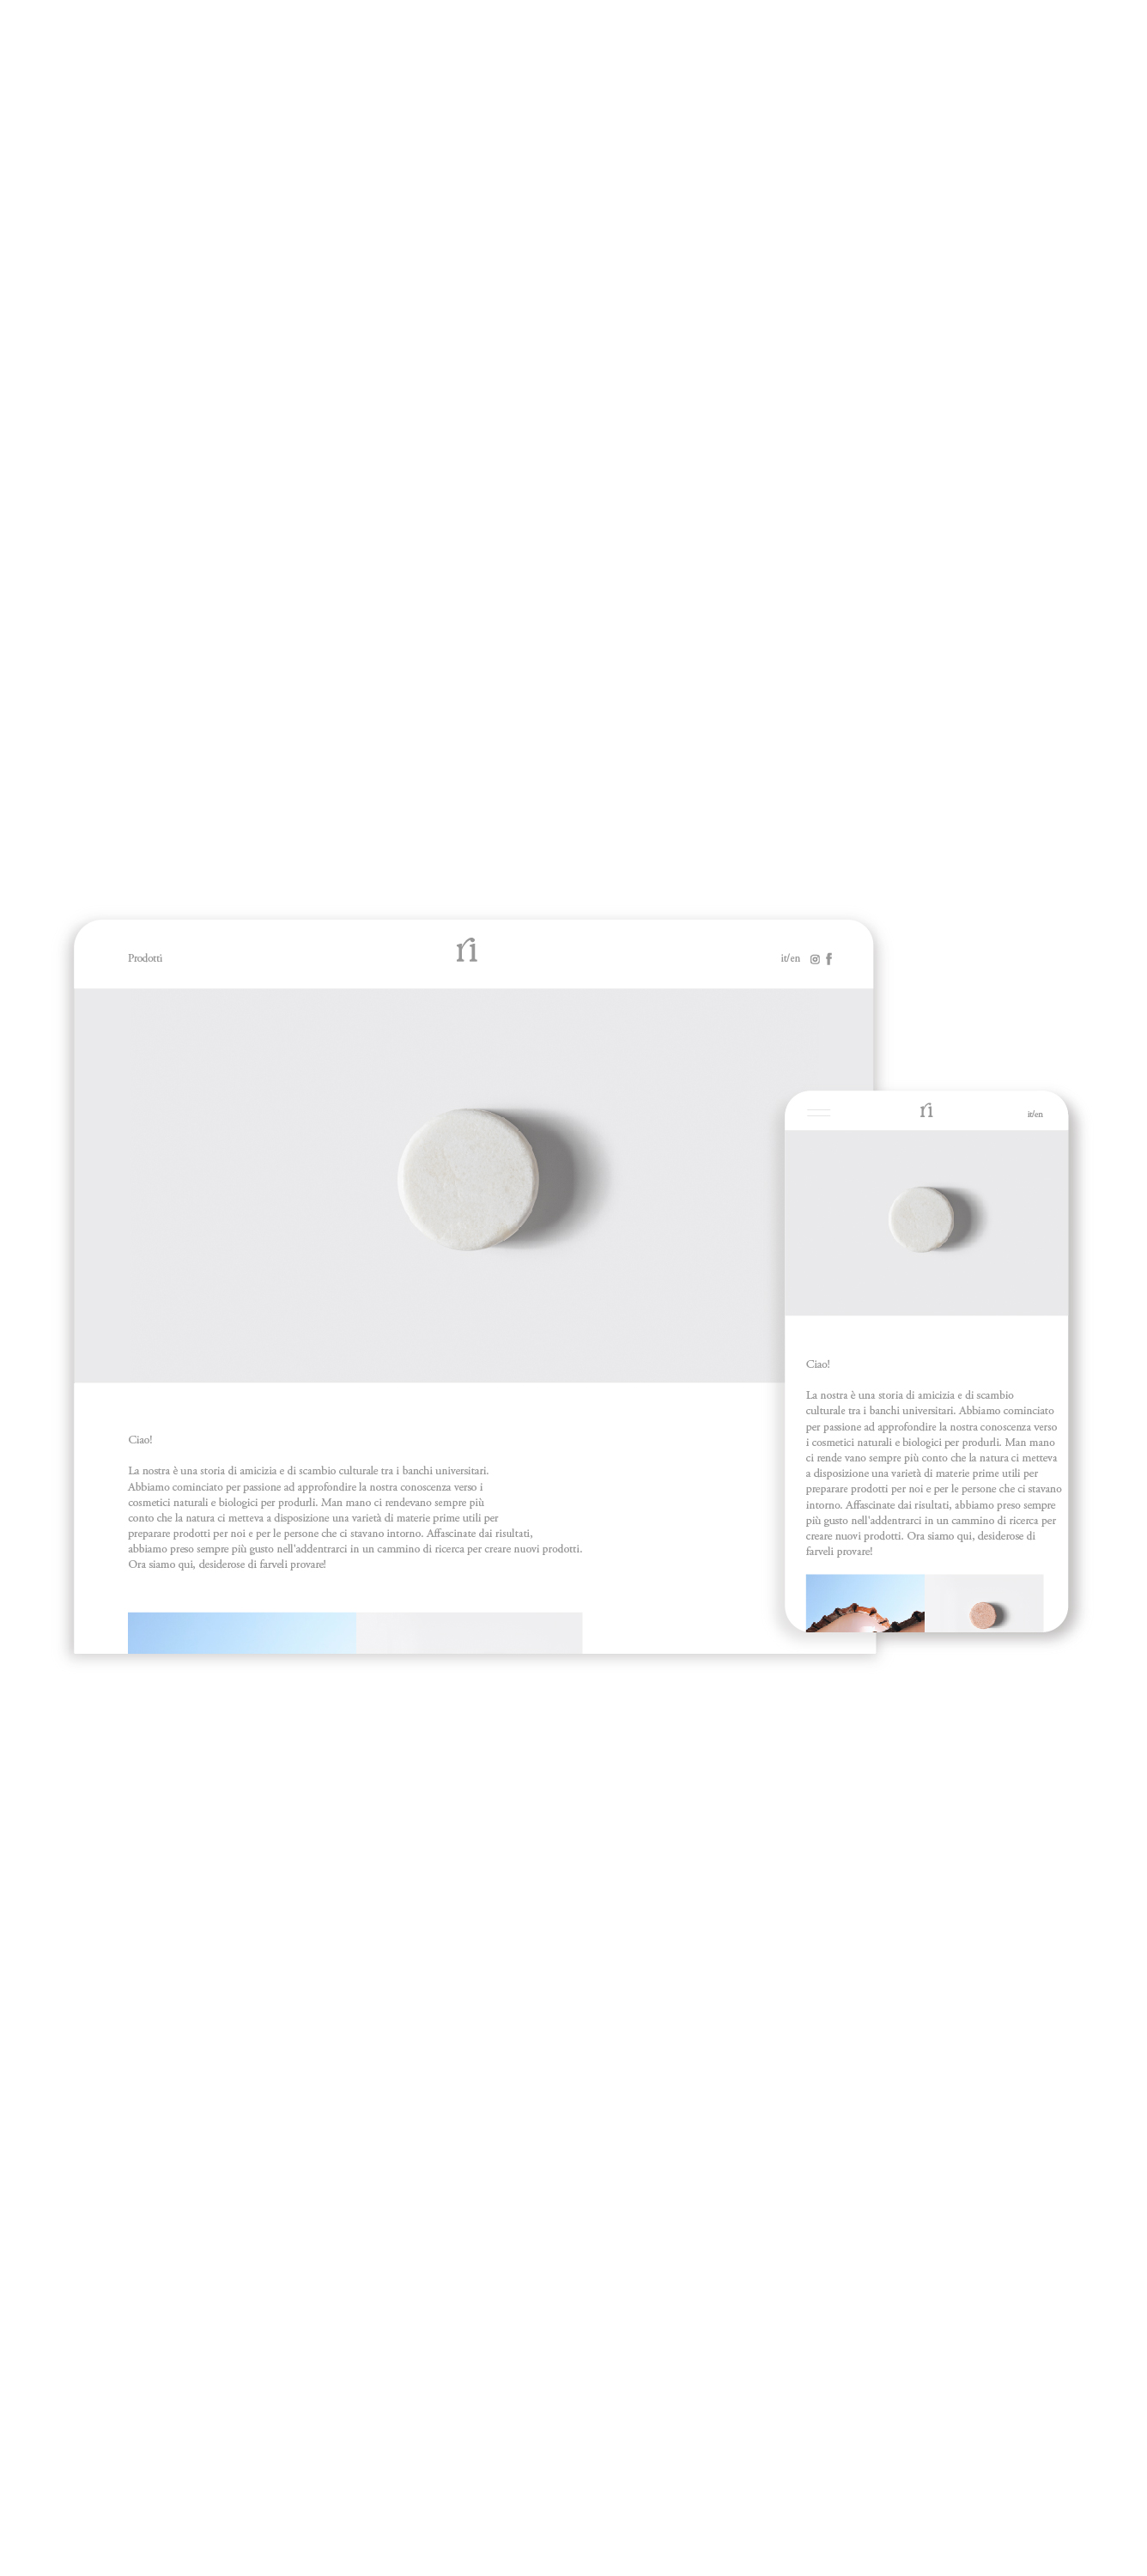 Prodotti
ri
it/en
Ciao!
La nostra è una storia di amicizia e di scambio culturale tra i banchi universitari.
Abbiamo cominciato per passione ad approfondire la nostra conoscenza verso i
cosmetici naturali e biologici per produrli. Man mano ci rendevano sempre più
conto che la natura ci metteva a disposizione una varietà di materie prime utili per
preparare prodotti per noi e per le persone che ci stavano intorno. Affascinate dai risultati,
abbiamo preso sempre più gusto nell'addentrarci in un cammino di ricerca per creare nuovi prodotti.
Ora siamo qui, desiderose di farveli provare!
ri
it/en
Ciao!
La nostra è una storia di amicizia e di scambio
culturale tra i banchi universitari. Abbiamo cominciato
per passione ad approfondire la nostra conoscenza verso
i cosmetici naturali e biologici per produrli. Man mano
ci rende vano sempre più conto che la natura ci metteva
a disposizione una varietà di materie prime utili per
preparare prodotti per noi e per le persone che ci stavano
intorno. Affascinate dai risultati, abbiamo preso sempre
più gusto nell'addentrarci in un cammino di ricerca per
creare nuovi prodotti. Ora siamo qui, desiderose di
farveli provare!